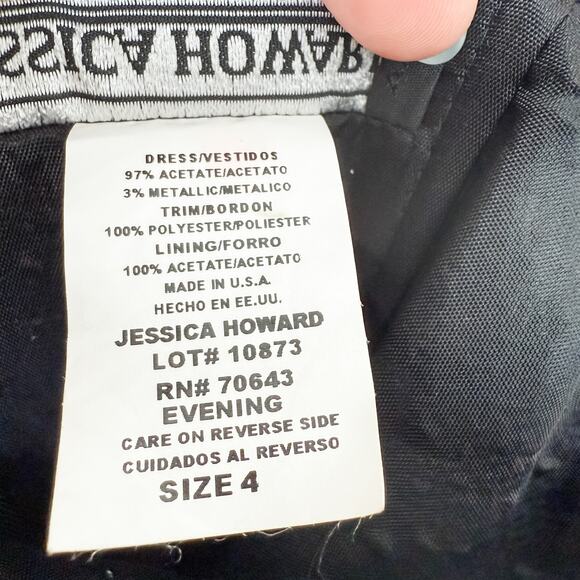 JESSICA HOWARD
DRESS/VESTIDOS
97% ACETATE/ACETATO
3% METALLIC/METALICO
TRIM/BORDON
100% POLYESTER/POLIESTER
LINING/FORRO
100% ACETATE/ACETATO
MADE IN U.S.A.
HECHO EN EE.UU.
JESSICA HOWARD
LOT# 10873
RN# 70643
EVENING
CARE ON REVERSE SIDE
CUIDADOS AL REVERSO
SIZE 4